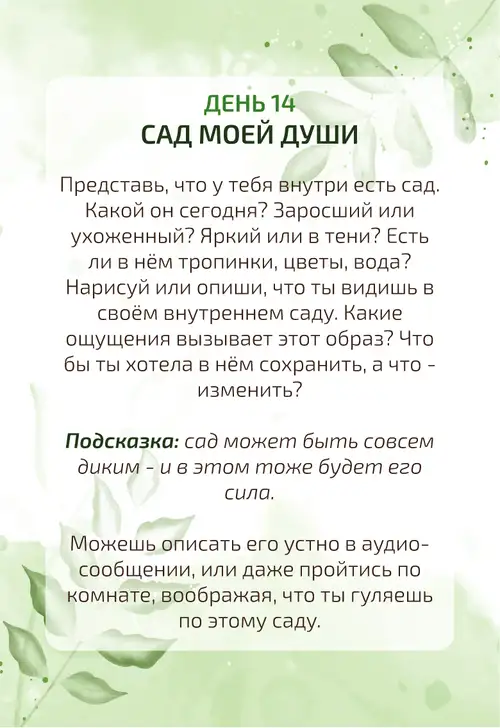 ДЕНЬ 14
САД МОЕЙ ДУШИ
Представь, что у тебя внутри есть сад.
Какой он сегодня? Заросший или
ухоженный? Яркий или в тени? Есть
ли в нём тропинки, цветы, вода?
Нарисуй или опиши, что ты видишь в
своём внутреннем саду. Какие
ощущения вызывает этот образ? Что
бы ты хотела в нём сохранить, а что -
изменить?
Подсказка: сад может быть совсем
диким - и в этом тоже будет его
сила.
Можешь описать его устно в аудио-
сообщении, или даже пройтись по
комнате, воображая, что ты гуляешь
по этому саду.